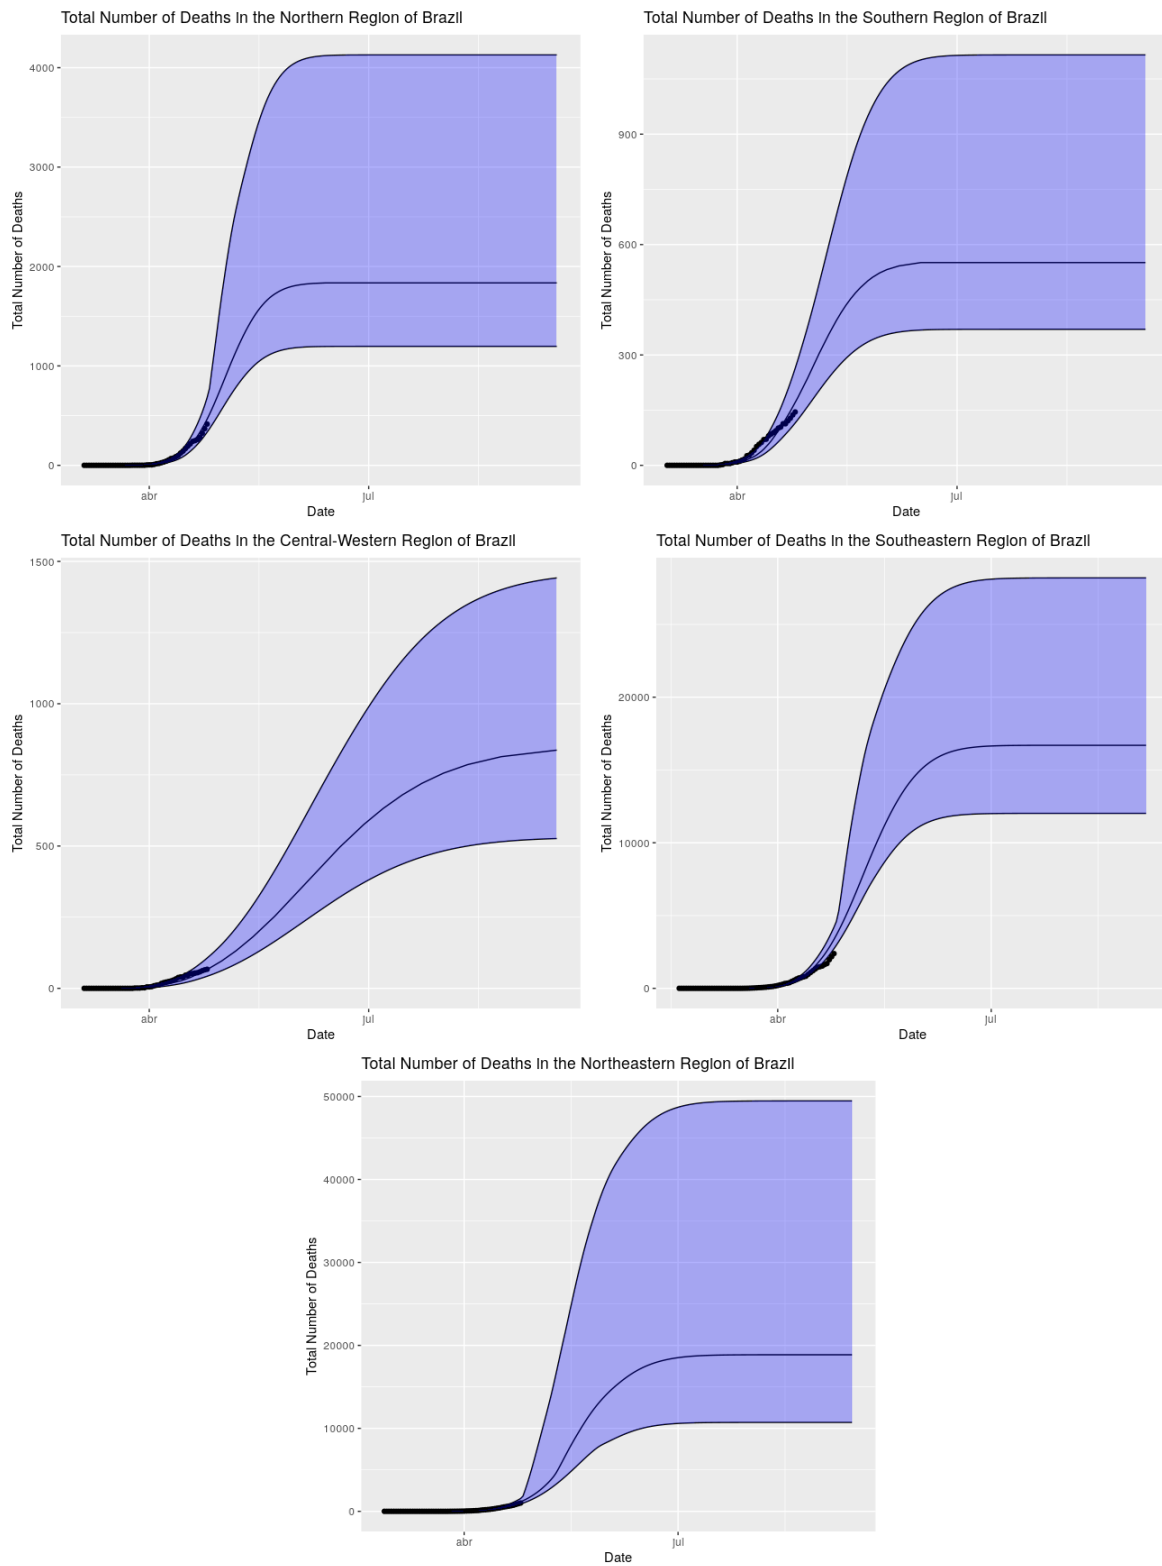 Total Number of Deaths in the Northern Region of Brazil
Total Number of Deaths
4000
3000
2000
1000
0
abr
jul
Date
Total Number of Deaths in the Southern Region of Brazil
Total Number of Deaths
900
600
300
0
abr
jul
Date
Total Number of Deaths in the Central-Western Region of Brazil
Total Number of Deaths
1500
1000
500
0
abr
jul
Date
Total Number of Deaths in the Southeastern Region of Brazil
Total Number of Deaths
20000
10000
0
abr
jul
Date
Total Number of Deaths in the Northeastern Region of Brazil
Total Number of Deaths
50000
40000
30000
20000
10000
0
abr
jul
Date